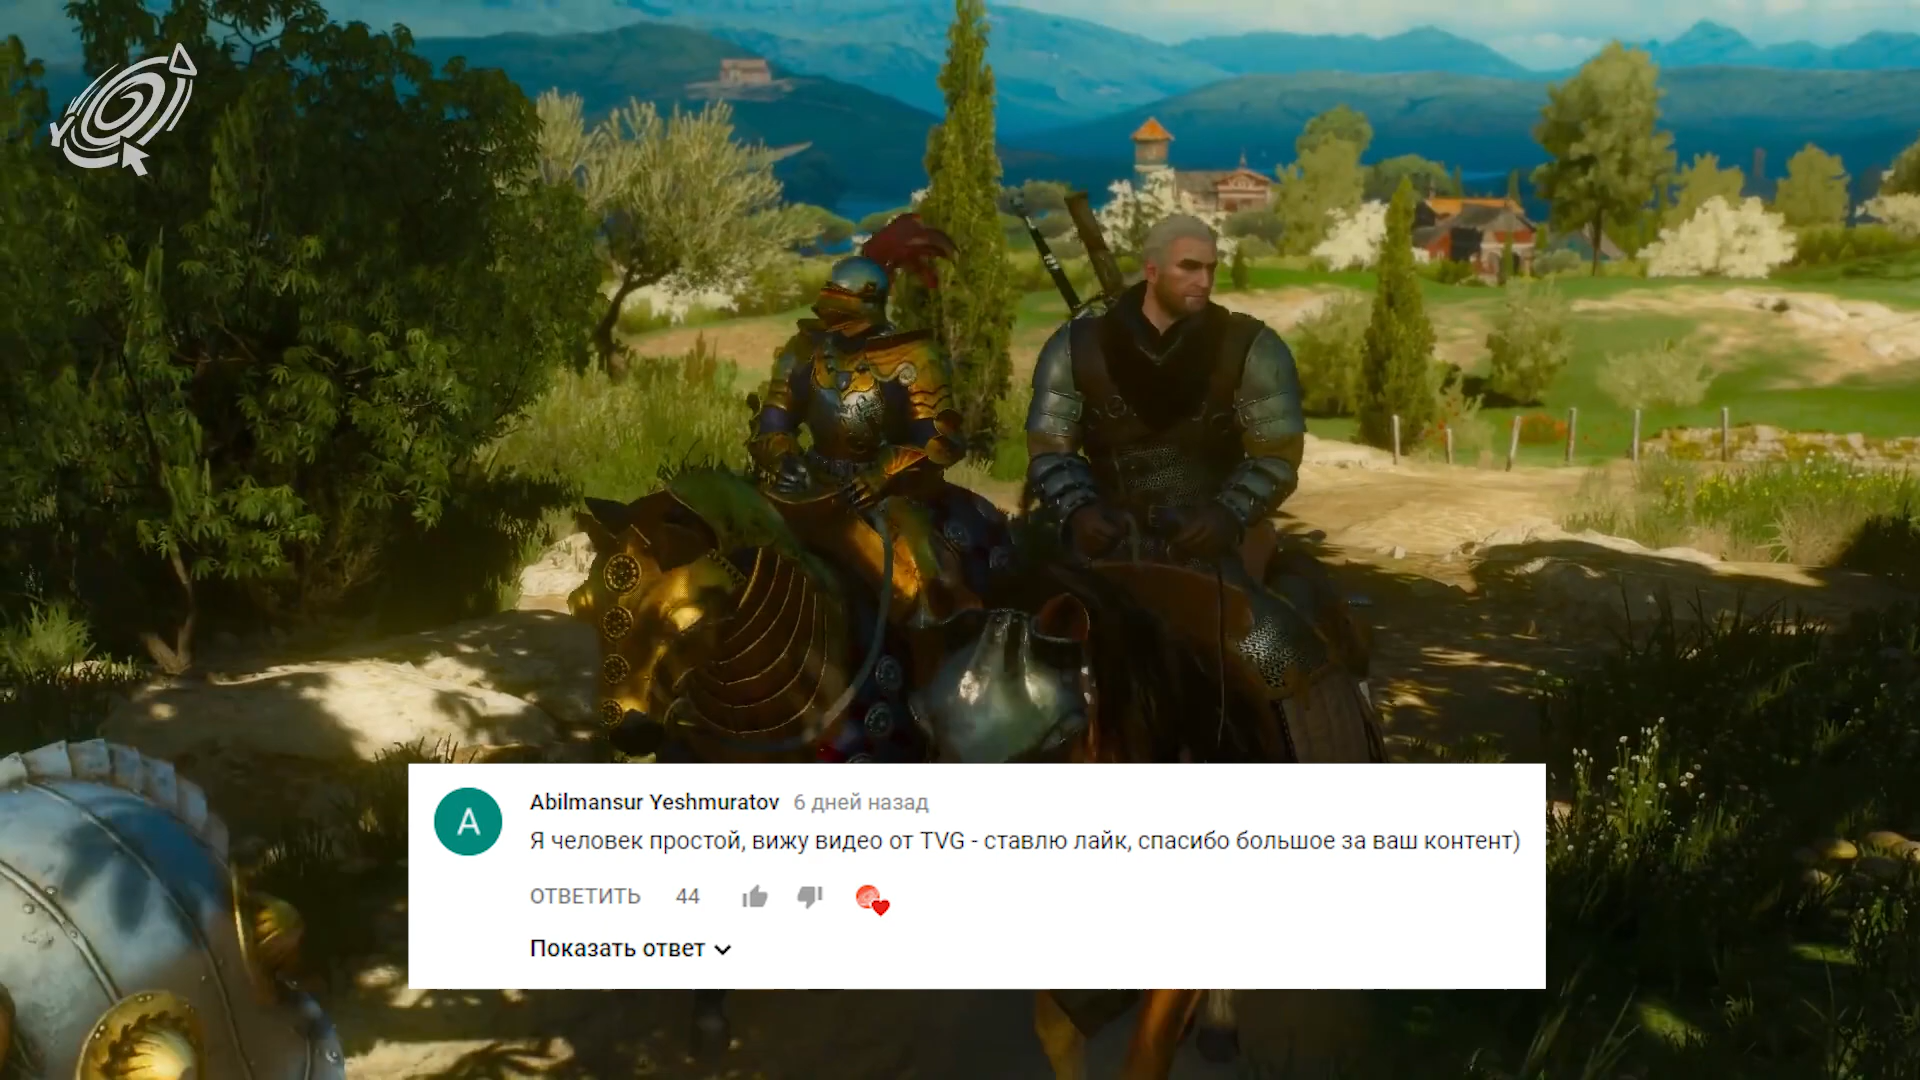 A
Abilmansur Yeshmuratov 6 дней назад
Я человек простой, вижу видео от TVG - ставлю лайк, спасибо большое за ваш контент)
ОТВЕТИТЬ 44
Показать ответ